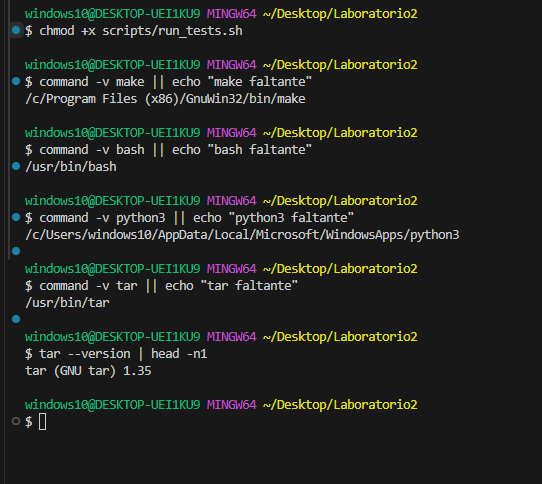 windows10@DESKTOP-UEI1KU9 MINGW64 ~/Desktop/Laboratorio2
$ chmod +x scripts/run_tests.sh
windows10@DESKTOP-UEI1KU9 MINGW64 ~/Desktop/Laboratorio2
$ command -v make || echo "make faltante"
/c/Program Files (x86)/GnuWin32/bin/make
windows10@DESKTOP-UEI1KU9 MINGW64 ~/Desktop/Laboratorio2
$ command -v bash || echo "bash faltante"
/usr/bin/bash
windows10@DESKTOP-UEI1KU9 MINGW64 ~/Desktop/Laboratorio2
$ command -v python3 || echo "python3 faltante"
/c/Users/windows10/AppData/Local/Microsoft/WindowsApps/python3
windows10@DESKTOP-UEI1KU9 MINGW64 ~/Desktop/Laboratorio2
$ command -v tar || echo "tar faltante"
/usr/bin/tar
windows10@DESKTOP-UEI1KU9 MINGW64 ~/Desktop/Laboratorio2
$ tar --version | head -n1
tar (GNU tar) 1.35
windows10@DESKTOP-UEI1KU9 MINGW64 ~/Desktop/Laboratorio2
$